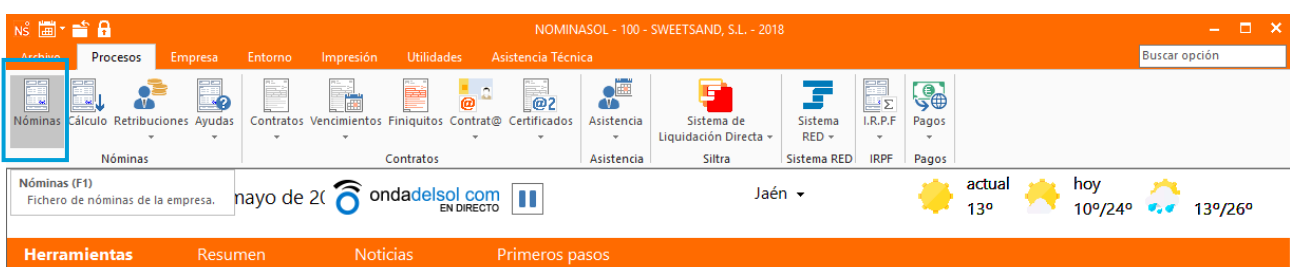 NS
NOMINASOL - 100 - SWEETSAND, S.L. - 2018
Archivo Procesos Empresa Entorno Impresión Utilidades Asistencia Técnica Buscar opción
Nóminas Cálculo Retribuciones Ayudas Contratos Vencimientos Finiquitos Contrat@ Certificados Asistencia Sistema de Liquidación Directa Sistema RED I.R.P.F Pagos
Nóminas Contratos Asistencia Siltra Sistema RED IRPF Pagos
Nóminas (F1)
Fichero de nóminas de la empresa.
mayo de 20
ondadelsol com
EN DIRECTO
Jaén
actual
13º
hoy
10º/24º
13º/26º
Herramientas Resumen Noticias Primeros pasos